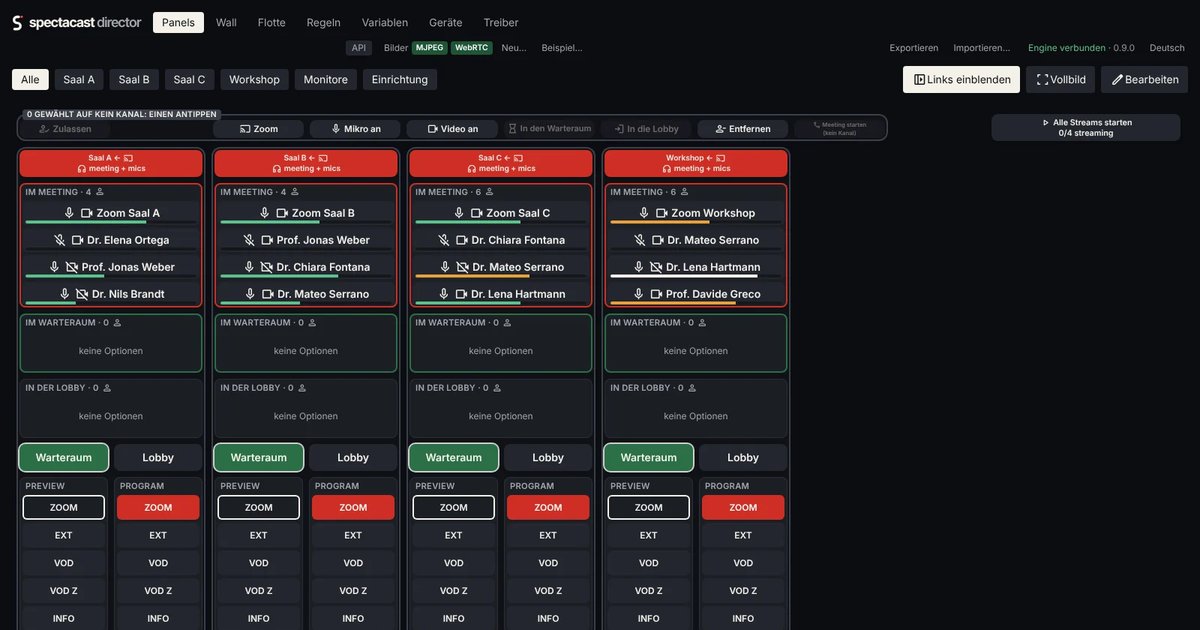 spectacast director Panels Wall Flotte Regeln Variablen Geräte Treiber
API Bilder MJPEG WebRTC Neu... Beispiel... Exportieren Importieren... Engine verbunden · 0.9.0 Deutsch
Alle Saal A Saal B Saal C Workshop Monitore Einrichtung Links einblenden Vollbild Bearbeiten
0 GEWÄHLT AUF KEIN KANAL: EINEN ANTIPPEN
Zulassen Zoom Mikro an Video an In den Warteraum In die Lobby Entfernen Meeting starten
(kein Kanal)
Alle Streams starten
0/4 streaming
Saal A ← Saal B ← Saal C ← Workshop ←
meeting + mics meeting + mics meeting + mics meeting + mics
IM MEETING · 4 IM MEETING · 4 IM MEETING · 6 IM MEETING · 6
Zoom Saal A Zoom Saal B Zoom Saal C Zoom Workshop
Dr. Elena Ortega Prof. Jonas Weber Dr. Chiara Fontana Dr. Mateo Serrano
Prof. Jonas Weber Dr. Chiara Fontana Dr. Mateo Serrano Dr. Lena Hartmann
Dr. Nils Brandt Dr. Mateo Serrano Dr. Lena Hartmann Prof. Davide Greco
IM WARTERAUM · 0 IM WARTERAUM · 0 IM WARTERAUM · 0 IM WARTERAUM · 0
keine Optionen keine Optionen keine Optionen keine Optionen
IN DER LOBBY · 0 IN DER LOBBY · 0 IN DER LOBBY · 0 IN DER LOBBY · 0
keine Optionen keine Optionen keine Optionen keine Optionen
Warteraum Lobby Warteraum Lobby Warteraum Lobby Warteraum Lobby
PREVIEW PROGRAM PREVIEW PROGRAM PREVIEW PROGRAM PREVIEW PROGRAM
ZOOM ZOOM ZOOM ZOOM ZOOM ZOOM ZOOM ZOOM
EXT EXT EXT EXT EXT EXT EXT EXT
VOD VOD VOD VOD VOD VOD VOD VOD
VOD Z VOD Z VOD Z VOD Z VOD Z VOD Z VOD Z VOD Z
INFO INFO INFO INFO INFO INFO INFO INFO